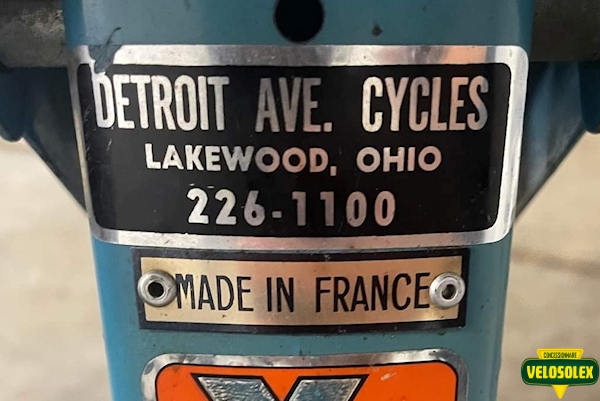 DETROIT AVE. CYCLES
LAKEWOOD, OHIO
226-1100
MADE IN FRANCE
CONCESSIONNAIRE
VELOSOLEX